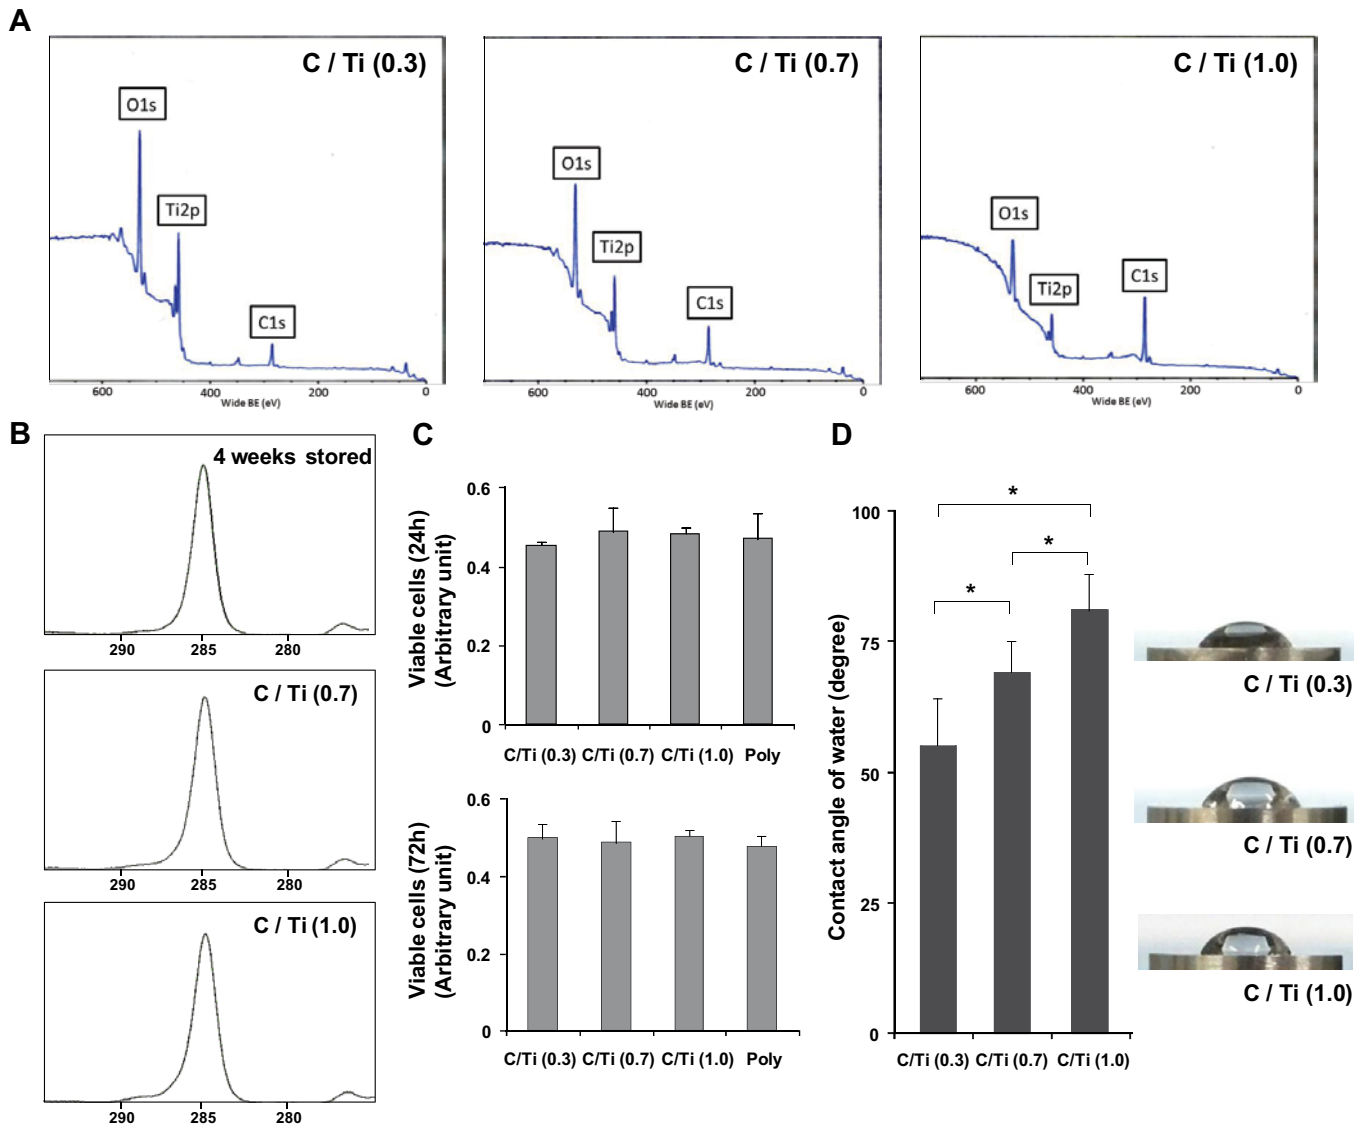 A
C / Ti (0.3)
O1s
Ti2p
C1s
600
400
200
0
Wide BE (eV)
C / Ti (0.7)
O1s
Ti2p
C1s
600
400
200
0
Wide BE (eV)
C / Ti (1.0)
O1s
Ti2p
C1s
600
400
200
0
Wide BE (eV)
B
4 weeks stored
290
285
280
C / Ti (0.7)
290
285
280
C / Ti (1.0)
290
285
280
C
Viable cells (24h)
(Arbitrary unit)
0.6
0.4
0.2
0
C/Ti (0.3)
C/Ti (0.7)
C/Ti (1.0)
Poly
Viable cells (72h)
(Arbitrary unit)
0.6
0.4
0.2
0
C/Ti (0.3)
C/Ti (0.7)
C/Ti (1.0)
Poly
D
Contact angle of water (degree)
100
75
50
25
0
*
*
*
C/Ti (0.3)
C/Ti (0.7)
C/Ti (1.0)
C / Ti (0.3)
C / Ti (0.7)
C / Ti (1.0)